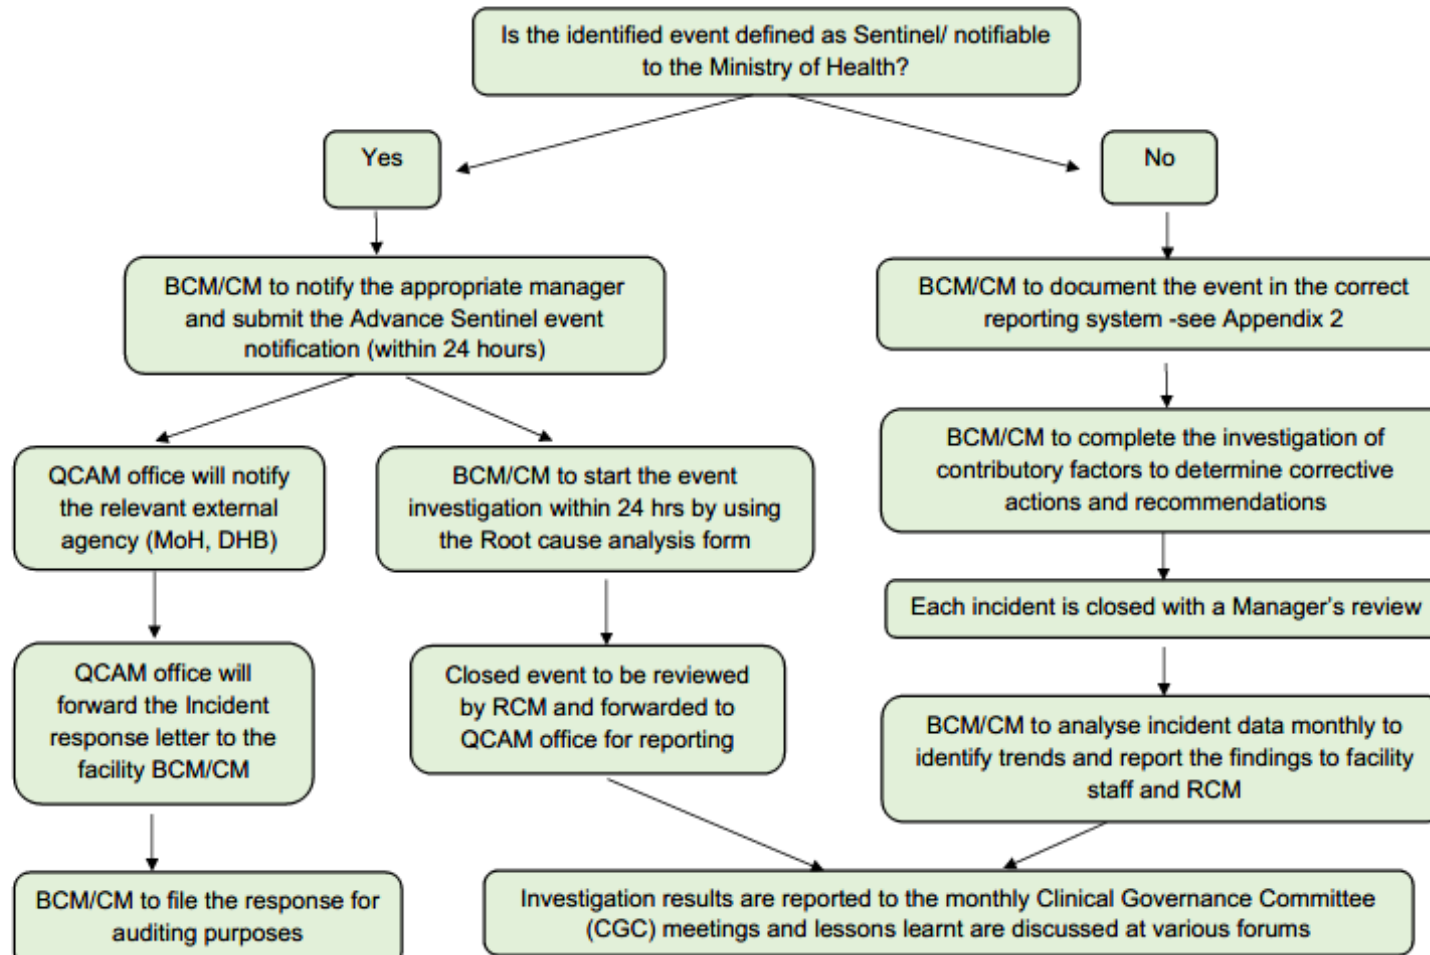 Is the identified event defined as Sentinel/ notifiable
to the Ministry of Health?
Yes
No
BCM/CM to notify the appropriate manager
and submit the Advance Sentinel event
notification (within 24 hours)
BCM/CM to document the event in the correct
reporting system -see Appendix 2
QCAM office will notify
the relevant external
agency (MoH, DHB)
BCM/CM to start the event
investigation within 24 hrs by using
the Root cause analysis form
BCM/CM to complete the investigation of
contributory factors to determine corrective
actions and recommendations
Each incident is closed with a Manager's review
QCAM office will
forward the Incident
response letter to the
facility BCM/CM
Closed event to be reviewed
by RCM and forwarded to
QCAM office for reporting
BCM/CM to analyse incident data monthly to
identify trends and report the findings to facility
staff and RCM
BCM/CM to file the response for
auditing purposes
Investigation results are reported to the monthly Clinical Governance Committee
(CGC) meetings and lessons learnt are discussed at various forums